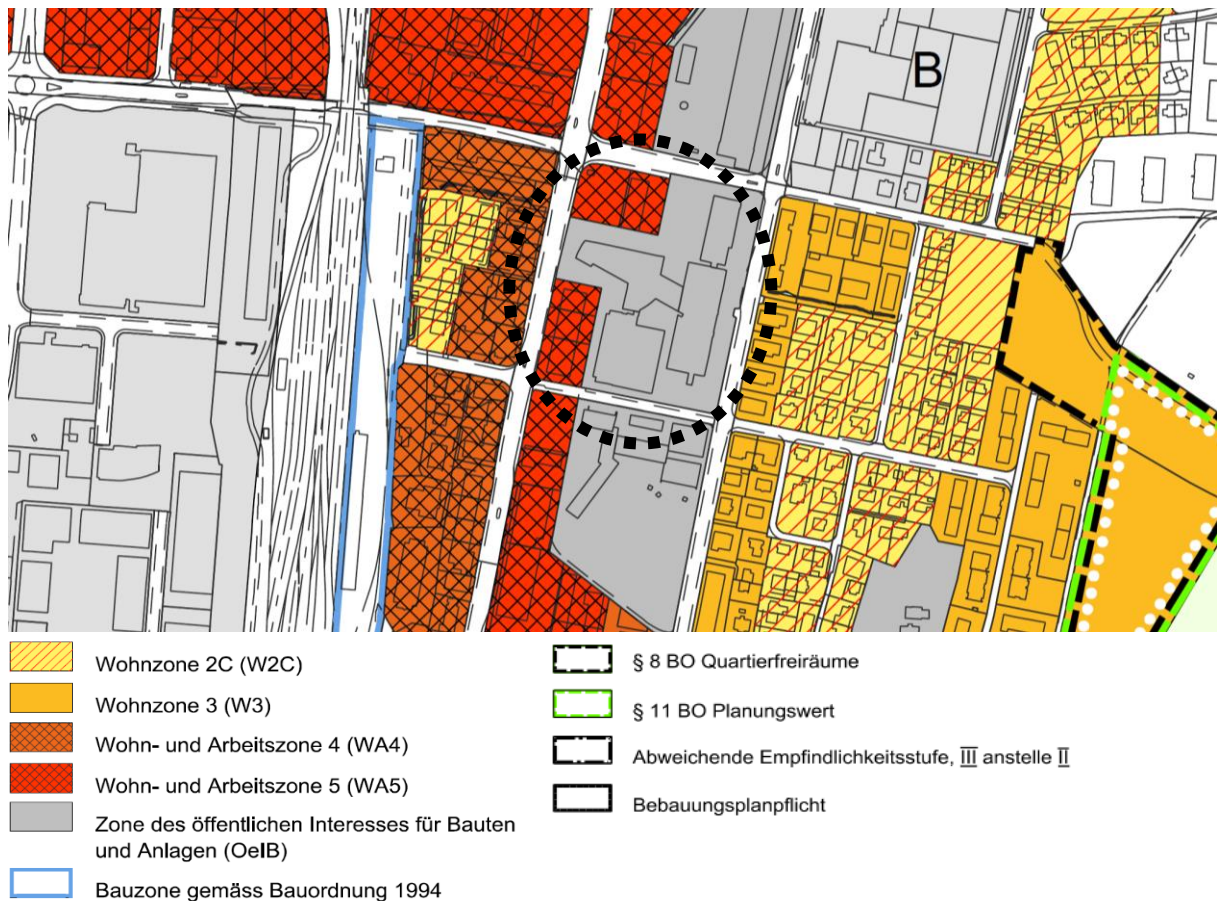 B
Wohnzone 2C (W2C)
Wohnzone 3 (W3)
Wohn- und Arbeitszone 4 (WA4)
Wohn- und Arbeitszone 5 (WA5)
Zone des öffentlichen Interesses für Bauten
und Anlagen (OeIB)
Bauzone gemäss Bauordnung 1994
§ 8 BO Quartierfreiräume
§ 11 BO Planungswert
Abweichende Empfindlichkeitsstufe, III anstelle II
Bebauungsplanpflicht